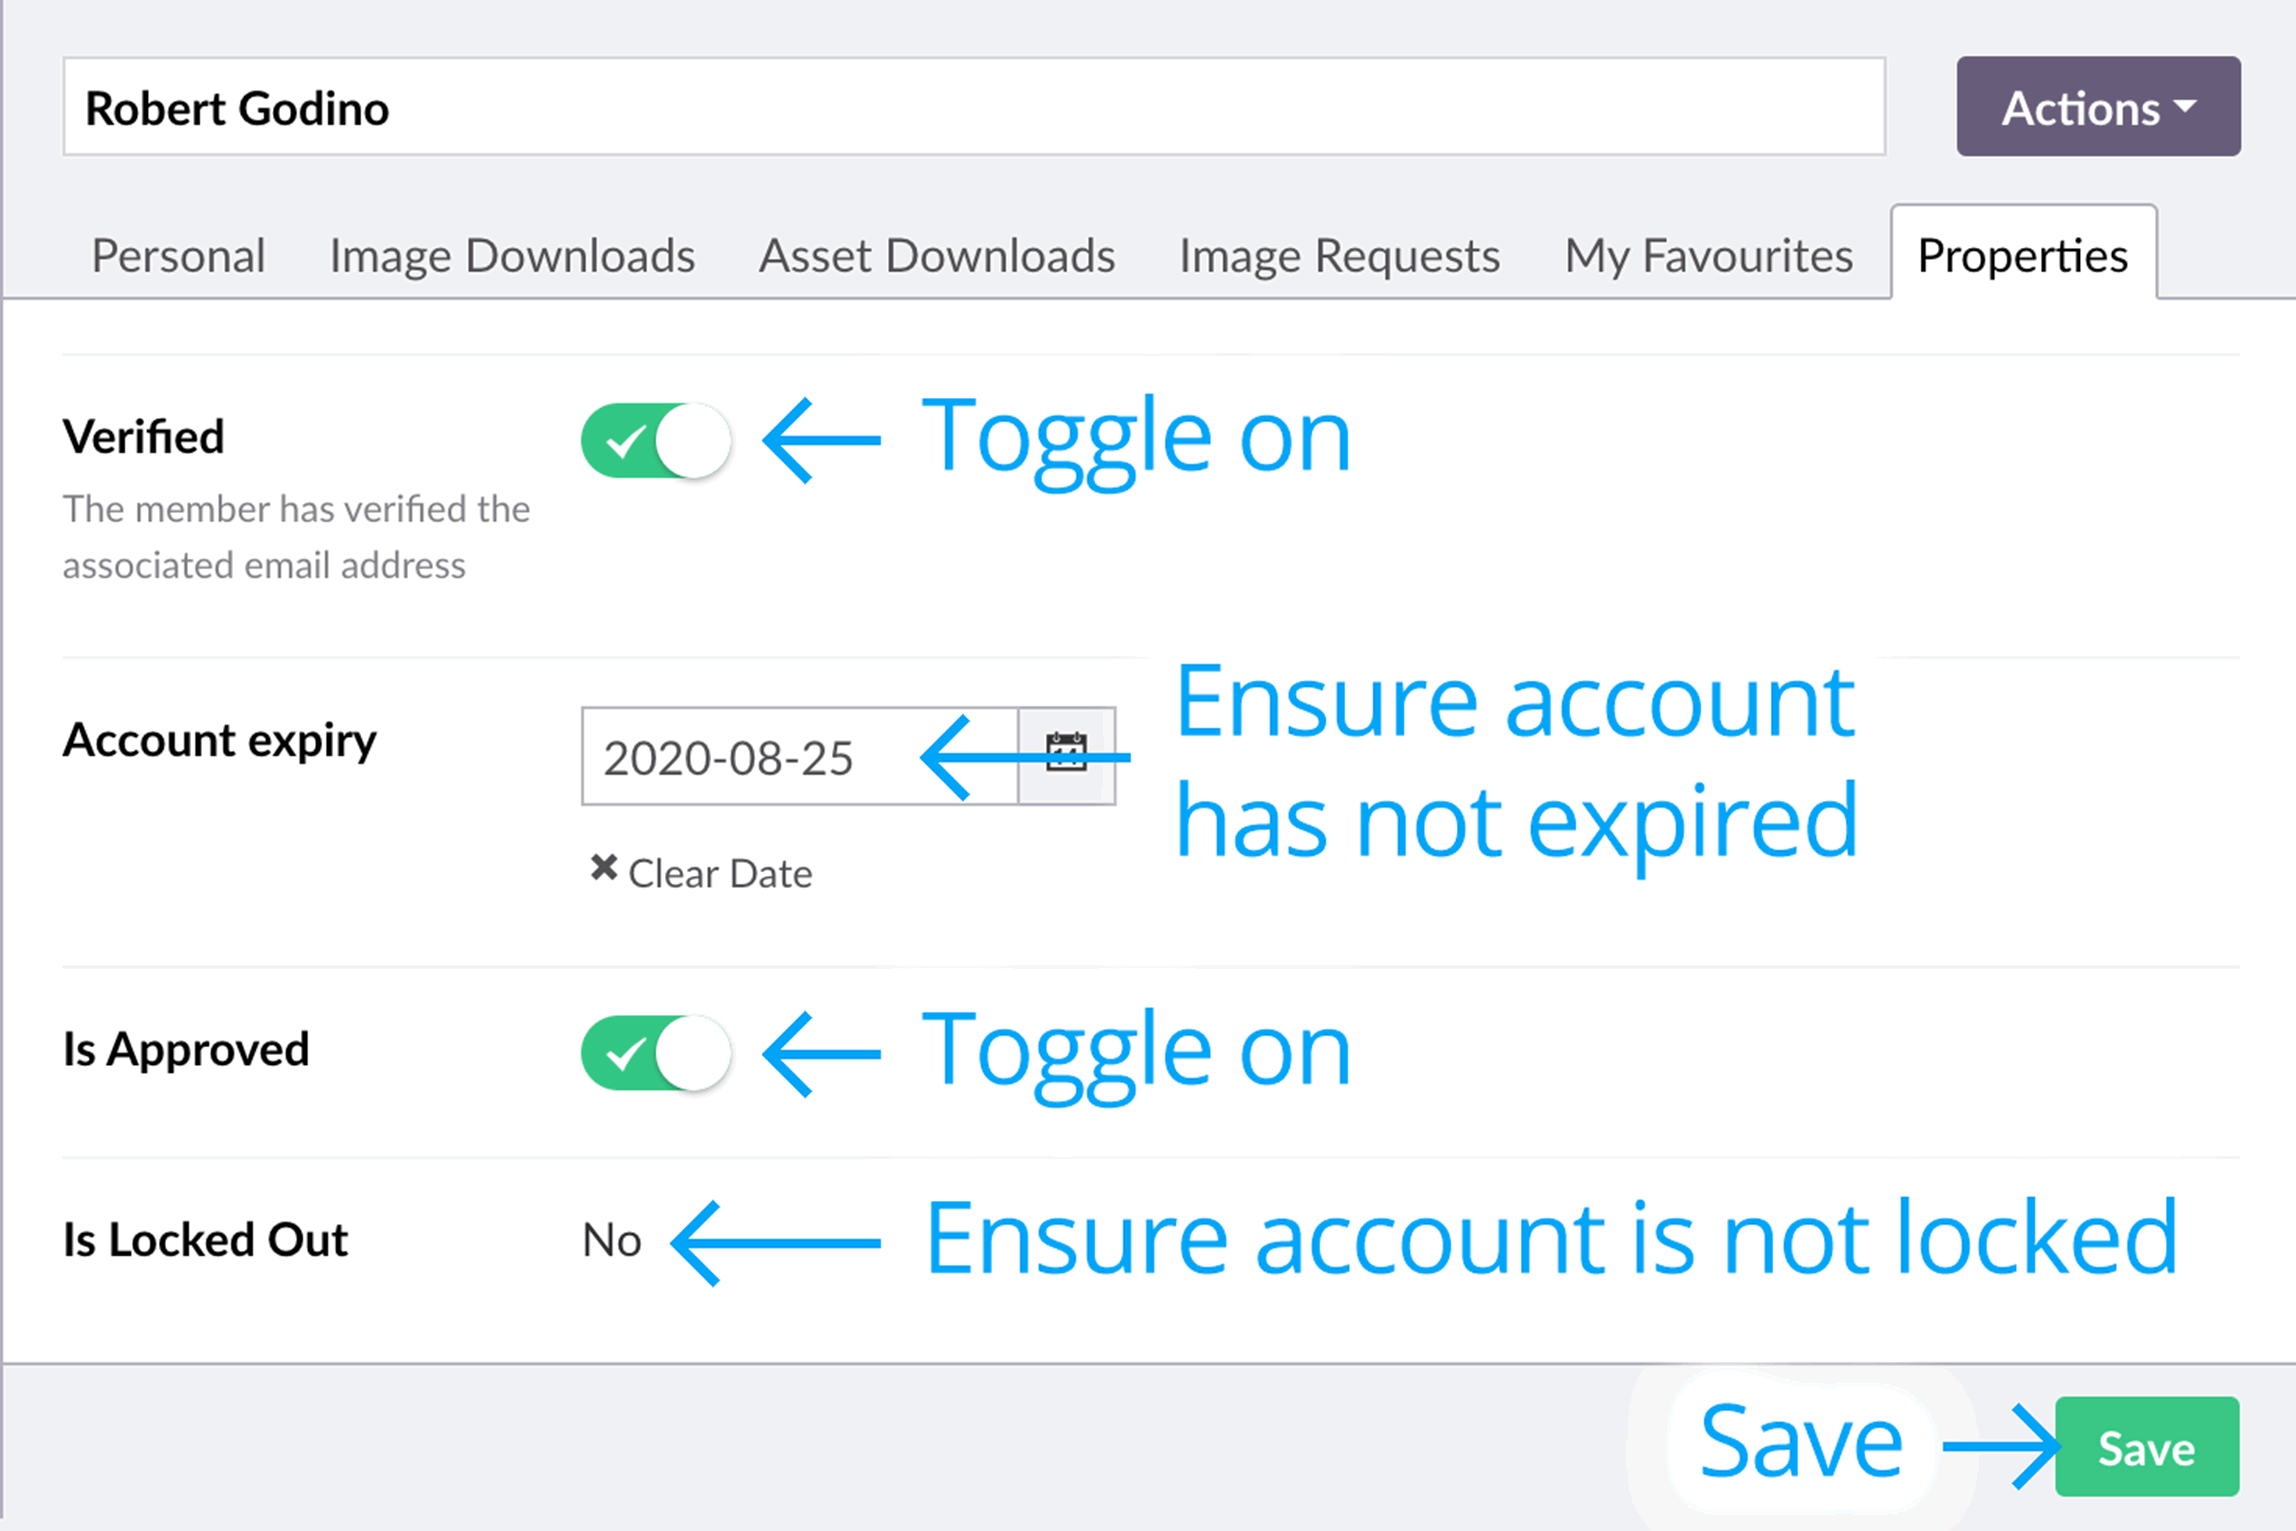 Robert Godino
Actions
Personal Image Downloads Asset Downloads Image Requests My Favourites Properties
Verified
Toggle on
The member has verified the
associated email address
Account expiry
2020-08-25
Clear Date
Ensure account
has not expired
Is Approved
Toggle on
Is Locked Out
No
Ensure account is not locked
Save
Save